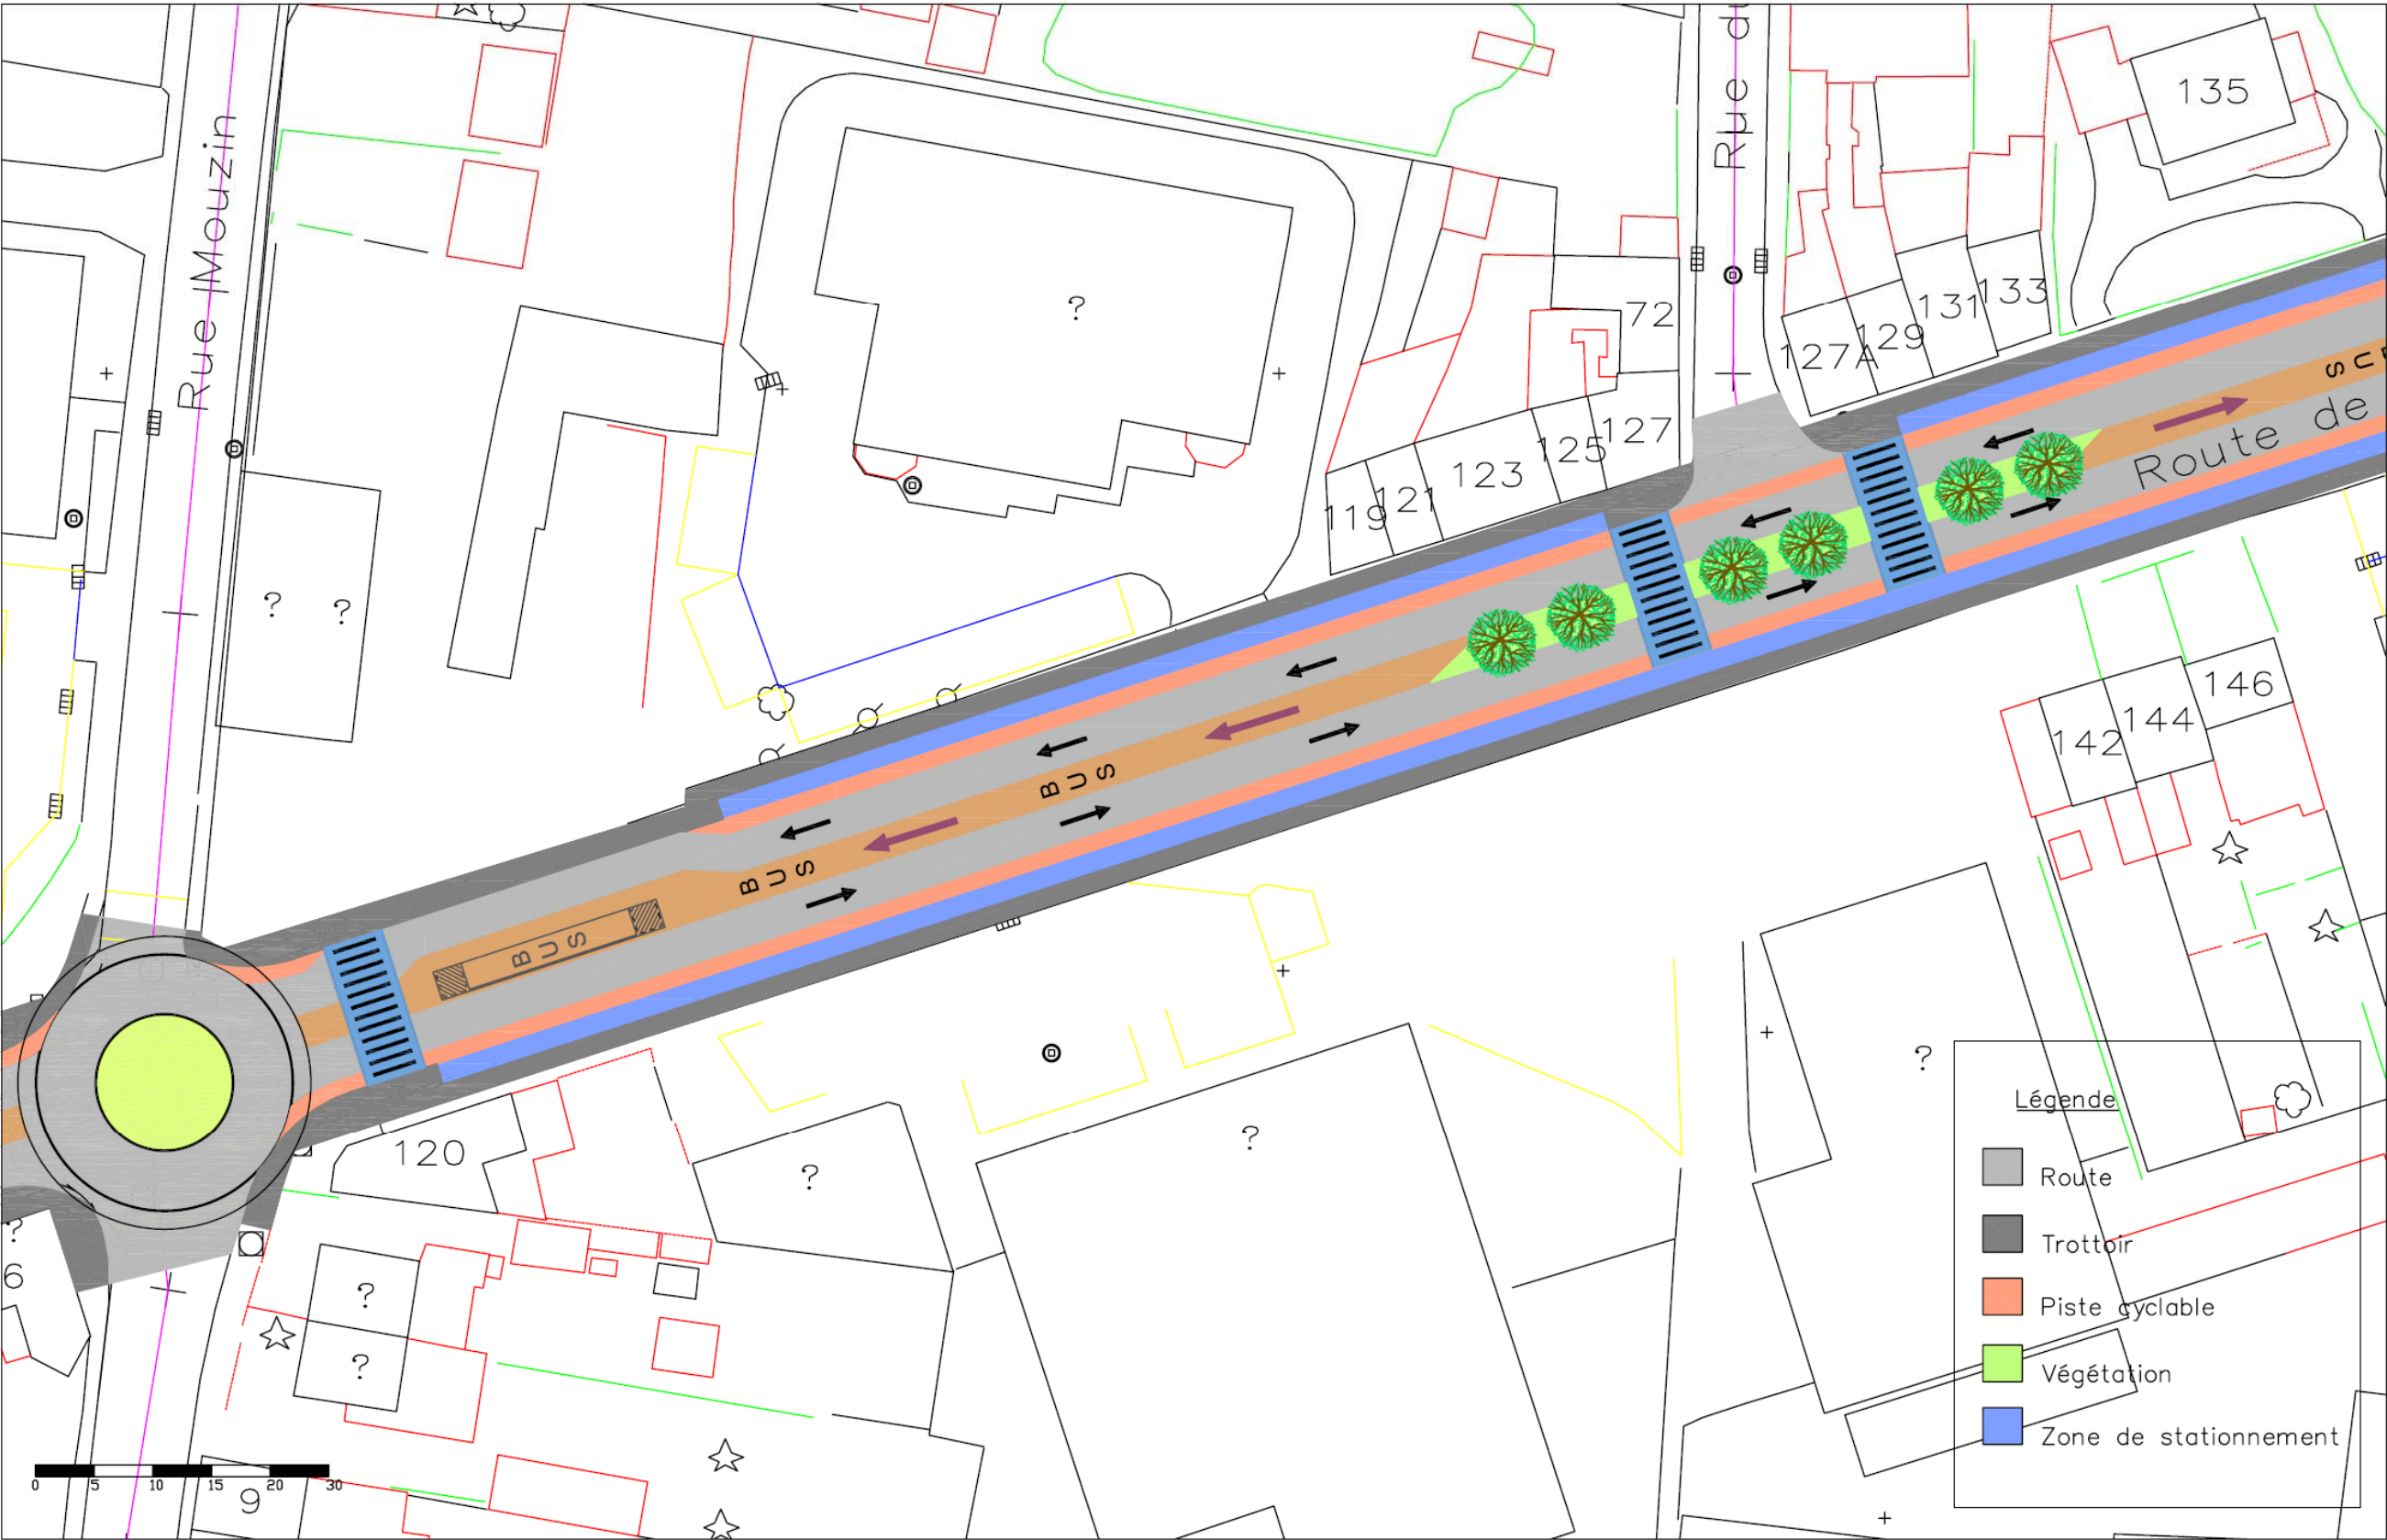 Rue Mouzin
Rue
135
?
72
133
131
129
127A
127
125
123
121
119
BUS
Route de
? ?
146
144
142
BUS
BUS
BUS
?
?
?
120
?
6
?
?
9
Légende
Route
Trottoir
Piste cyclable
Végétation
Zone de stationnement
0 5 10 15 20 30